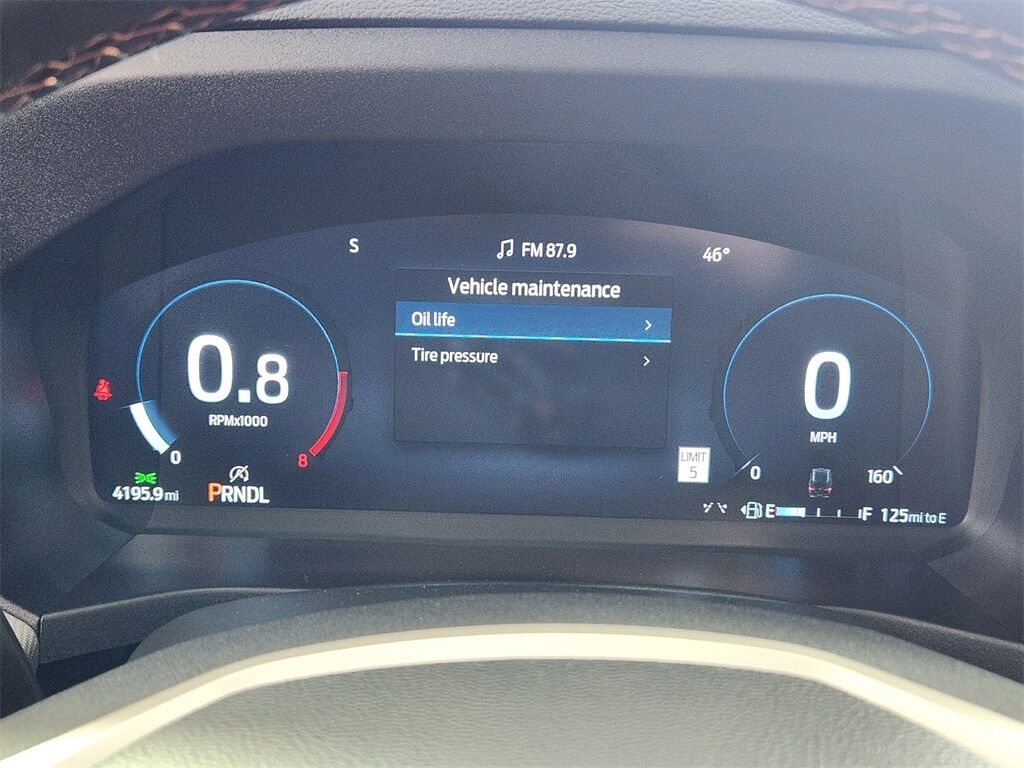 S
FM 87.9
46°
Vehicle maintenance
Oil life
Tire pressure
0.8
RPMx1000
0
8
4195.9 mi
PRNDL
0
MPH
LIMIT
5
0
160
E
F
125 mi to E